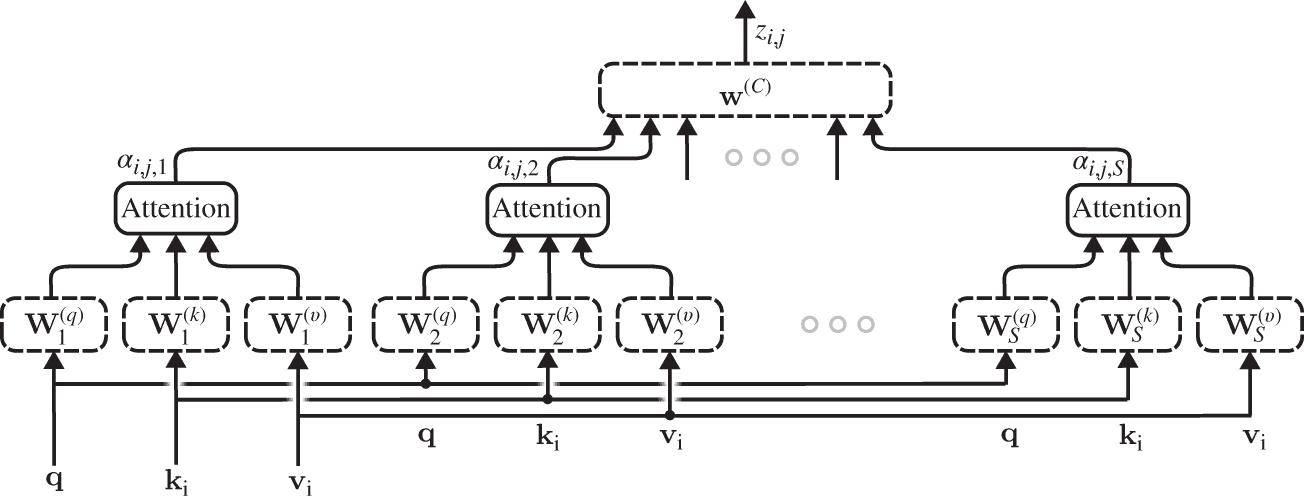 z_{i,j}
w^{(C)}
α_{i,j,1} α_{i,j,2} α_{i,j,S}
Attention Attention Attention
W_1^{(q)} W_1^{(k)} W_1^{(v)} W_2^{(q)} W_2^{(k)} W_2^{(v)} W_S^{(q)} W_S^{(k)} W_S^{(v)}
q k_i v_i q k_i v_i
q k_i v_i